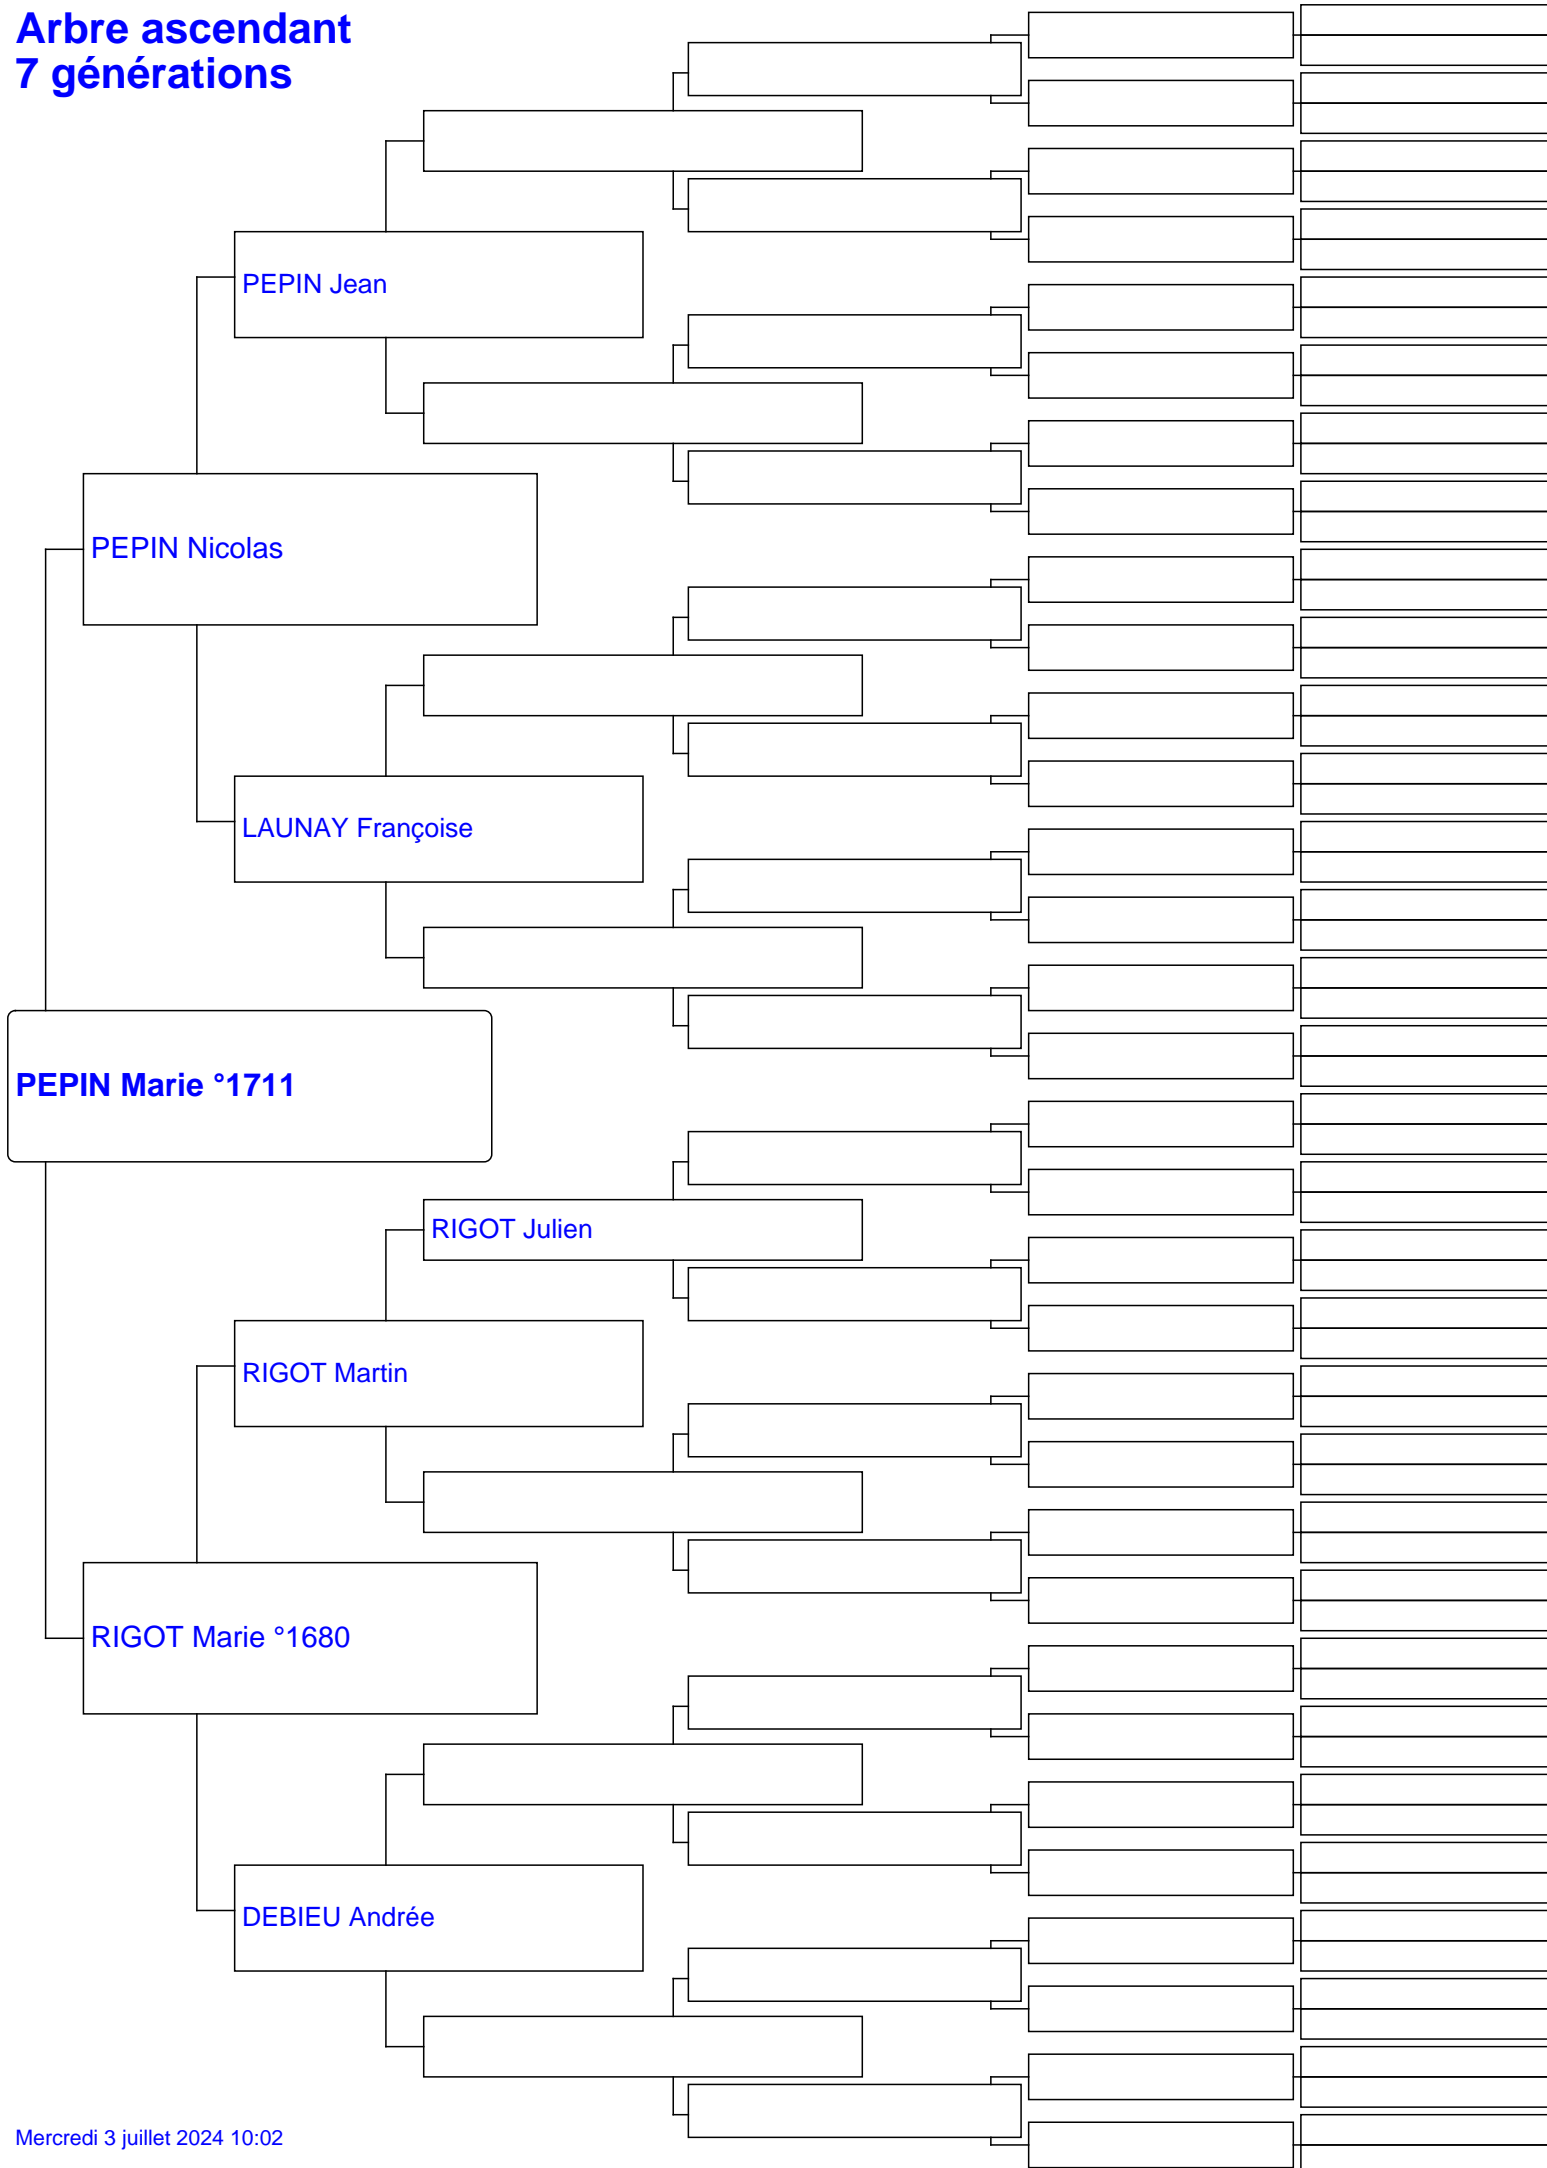 Arbre ascendant
7 générations
PEPIN Jean
PEPIN Nicolas
LAUNAY Françoise
PEPIN Marie °1711
RIGOT Julien
RIGOT Martin
RIGOT Marie °1680
DEBIEU Andrée
Mercredi 3 juillet 2024 10:02